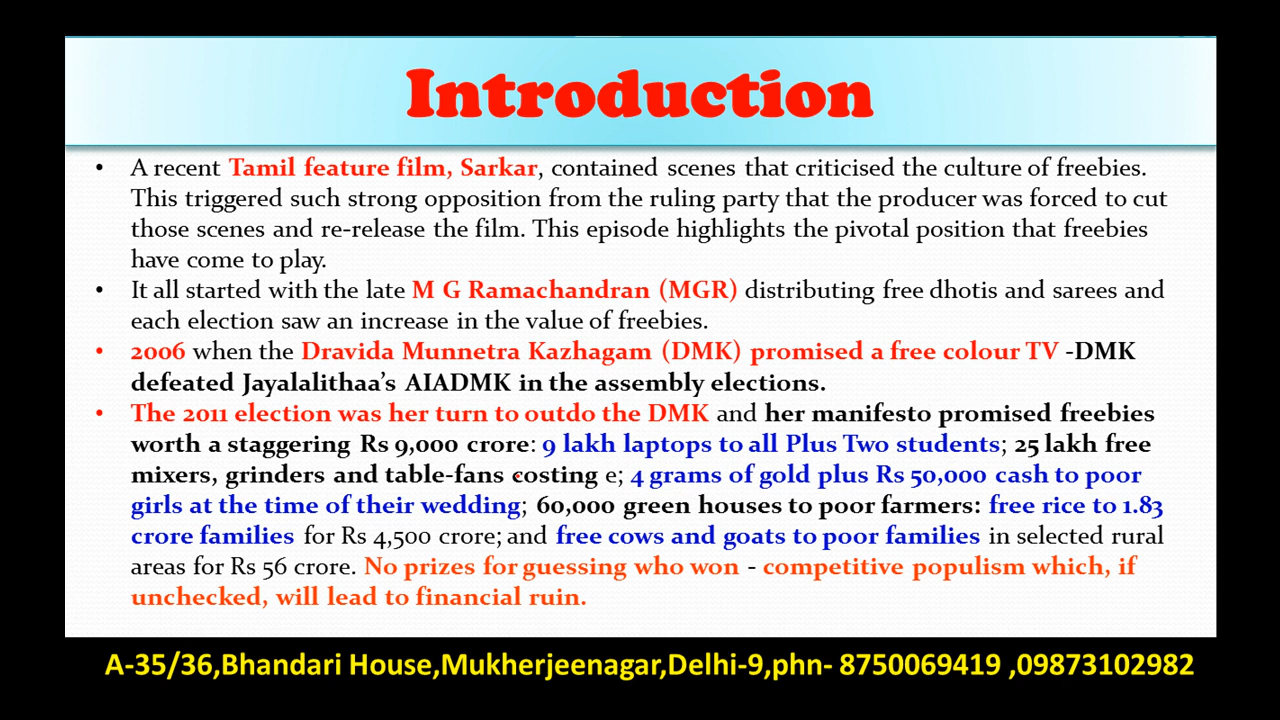 Introduction
• A recent Tamil feature film, Sarkar, contained scenes that criticised the culture of freebies.
This triggered such strong opposition from the ruling party that the producer was forced to cut
those scenes and re-release the film. This episode highlights the pivotal position that freebies
have come to play.
• It all started with the late M G Ramachandran (MGR) distributing free dhotis and sarees and
each election saw an increase in the value of freebies.
• 2006 when the Dravida Munnetra Kazhagam (DMK) promised a free colour TV -DMK
defeated Jayalalithaa's AIADMK in the assembly elections.
• The 2011 election was her turn to outdo the DMK and her manifesto promised freebies
worth a staggering Rs 9,000 crore: 9 lakh laptops to all Plus Two students; 25 lakh free
mixers, grinders and table-fans costing e; 4 grams of gold plus Rs 50,000 cash to poor
girls at the time of their wedding; 60,000 green houses to poor farmers: free rice to 1.83
crore families for Rs 4,500 crore; and free cows and goats to poor families in selected rural
areas for Rs 56 crore. No prizes for guessing who won - competitive populism which, if
unchecked, will lead to financial ruin.
A-35/36,Bhandari House,Mukherjeenagar,Delhi-9,phn- 8750069419 ,09873102982